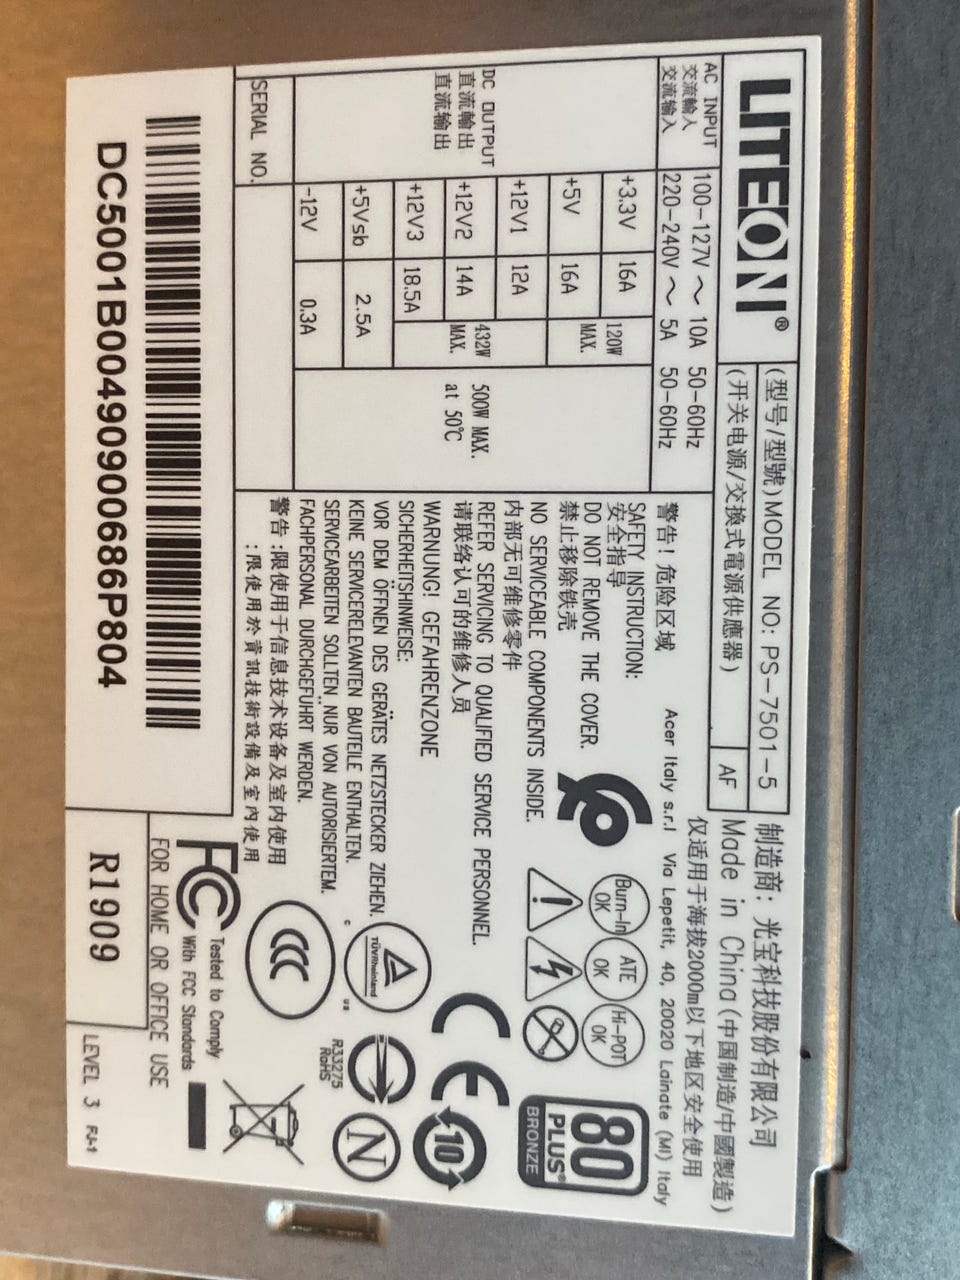 LITEON®
(型号/型號)MODEL NO: PS-7501-5
(开关电源/交换式電源供應器) AF
制造商: 光宝科技股份有限公司
Made in China(中国制造/中國製造)
仅适用于海拔2000m以下地区安全使用
Acer Italy s.r.l Via Lepetit, 40, 20020 Lainate (MI) Italy
AC INPUT
交流輸入
交流输入
100-127V ~ 10A 50-60Hz
220-240V ~ 5A 50-60Hz
DC OUTPUT
直流輸出
直流输出
+3.3V 16A
+5V 16A
120W MAX.
+12V1 12A
+12V2 14A
+12V3 18.5A
432W MAX.
+5Vsb 2.5A
-12V 0.3A
500W MAX.
at 50℃
警告! 危险区域
SAFETY INSTRUCTION:
安全指导
DO NOT REMOVE THE COVER.
禁止移除铁壳
NO SERVICEABLE COMPONENTS INSIDE.
内部无可维修零件
REFER SERVICING TO QUALIFIED SERVICE PERSONNEL.
请联络认可的维修人员
WARNUNG! GEFAHRENZONE
SICHERHEITSHINWEISE:
VOR DEM ÖFFNEN DES GERÄTES NETZSTECKER ZIEHEN.
KEINE SERVICERELEVANTEN BAUTEILE ENTHALTEN.
SERVICEARBEITEN SOLLTEN NUR VON AUTORISIERTEM.
FACHPERSONAL DURCHGEFÜHRT WERDEN.
警告:限使用于信息技术设备及室内使用
:限使用於資訊技術設備及室內使用
Burn-In OK
ATE OK
Hi-POT OK
80 PLUS® BRONZE
CE
10
TÜVRheinland
c us
R33275
RoHS
N
CCC
FC Tested to Comply
With FCC Standards
FOR HOME OR OFFICE USE
SERIAL NO.
DC5001B00490900686P804
R1909
LEVEL 3 RJ-1